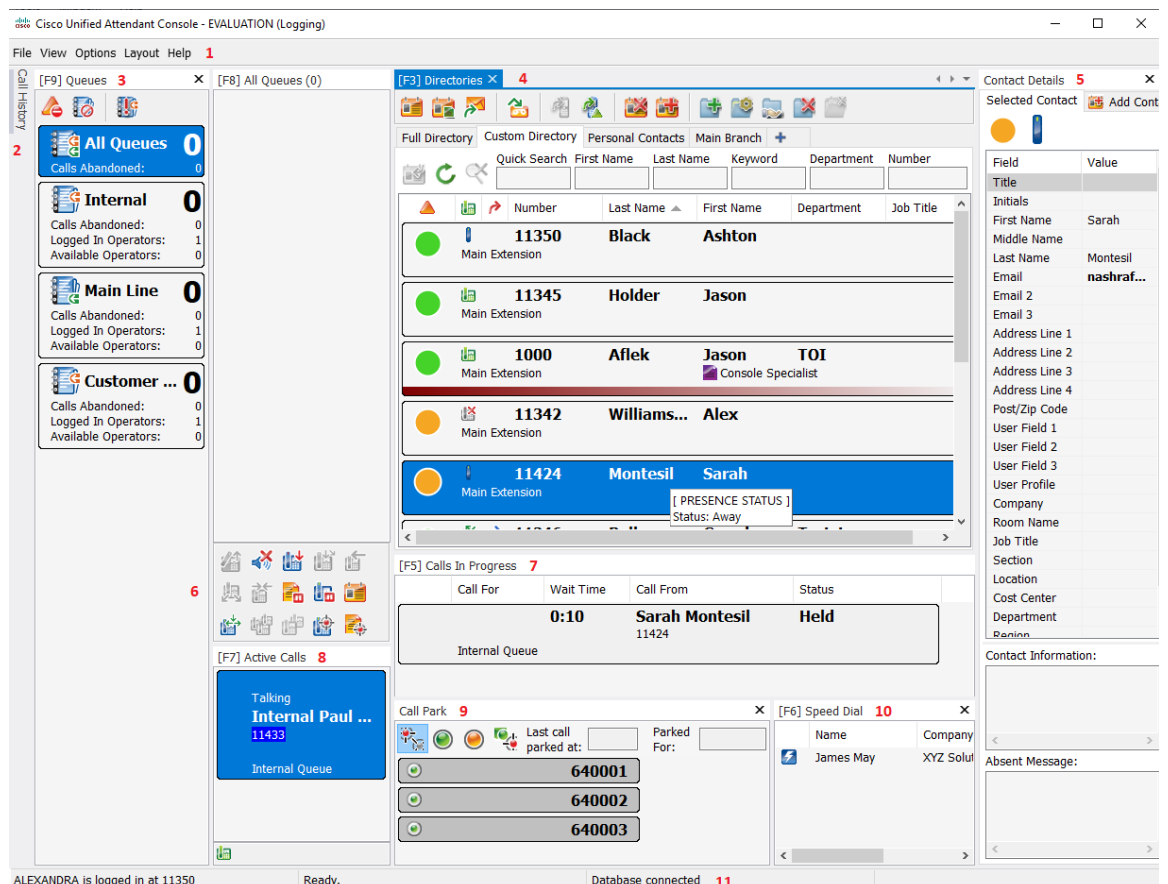 Cisco Unified Attendant Console - EVALUATION (Logging)
File View Options Layout Help 1
Call History
2
[F9] Queues 3
All Queues 0
Calls Abandoned: 0
Internal 0
Calls Abandoned: 0
Logged In Operators: 1
Available Operators: 0
Main Line 0
Calls Abandoned: 0
Logged In Operators: 1
Available Operators: 0
Customer ... 0
Calls Abandoned: 0
Logged In Operators: 1
Available Operators: 0
[F8] All Queues (0)
6
[F7] Active Calls 8
Talking
Internal Paul ...
11433
Internal Queue
[F3] Directories 4
Full Directory Custom Directory Personal Contacts Main Branch
Quick Search First Name Last Name Keyword Department Number
Number Last Name First Name Department Job Title
11350 Black Ashton
Main Extension
11345 Holder Jason
Main Extension
1000 Aflek Jason TOI
Main Extension Console Specialist
11342 Williams... Alex
Main Extension
11424 Montesil Sarah
Main Extension
[ PRESENCE STATUS ]
Status: Away
[F5] Calls In Progress 7
Call For Wait Time Call From Status
0:10 Sarah Montesil Held
11424
Internal Queue
Call Park 9
Last call parked at:
Parked For:
640001
640002
640003
[F6] Speed Dial 10
Name Company
James May XYZ Solut
Contact Details 5
Selected Contact Add Cont
Field Value
Title
Initials
First Name Sarah
Middle Name
Last Name Montesil
Email nashraf...
Email 2
Email 3
Address Line 1
Address Line 2
Address Line 3
Address Line 4
Post/Zip Code
User Field 1
User Field 2
User Field 3
User Profile
Company
Room Name
Job Title
Section
Location
Cost Center
Department
Region
Contact Information:
Absent Message:
ALEXANDRA is logged in at 11350 Ready. Database connected 11